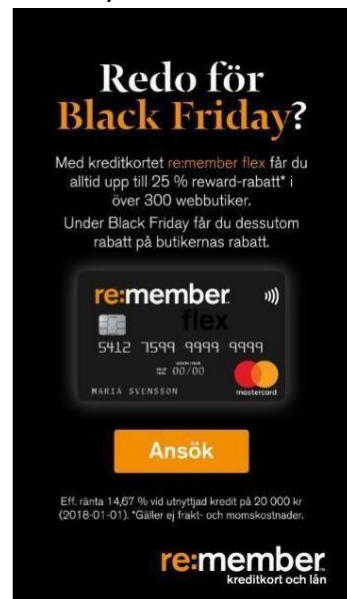 Redo för
Black Friday?
Med kreditkortet re:member flex får du
alltid upp till 25 % reward-rabatt* i
över 300 webbutiker.
Under Black Friday får du dessutom
rabatt på butikernas rabatt.
re:member
flex
5412 7599 9999 9999
00/00
MARIA SVENSSON
mastercard
Ansök
Eff. ränta 14,67 % vid utnyttjad kredit på 20 000 kr
(2018-01-01). *Gäller ej frakt- och momskostnader.
re:member
kreditkort och lån